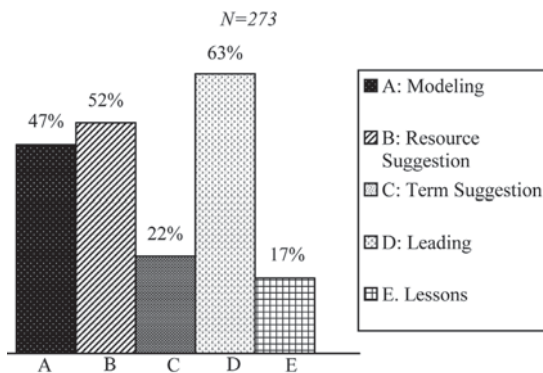 N=273
63%
52%
47%
22%
17%
A B C D E
A: Modeling
B: Resource
Suggestion
C: Term Suggestion
D: Leading
E. Lessons